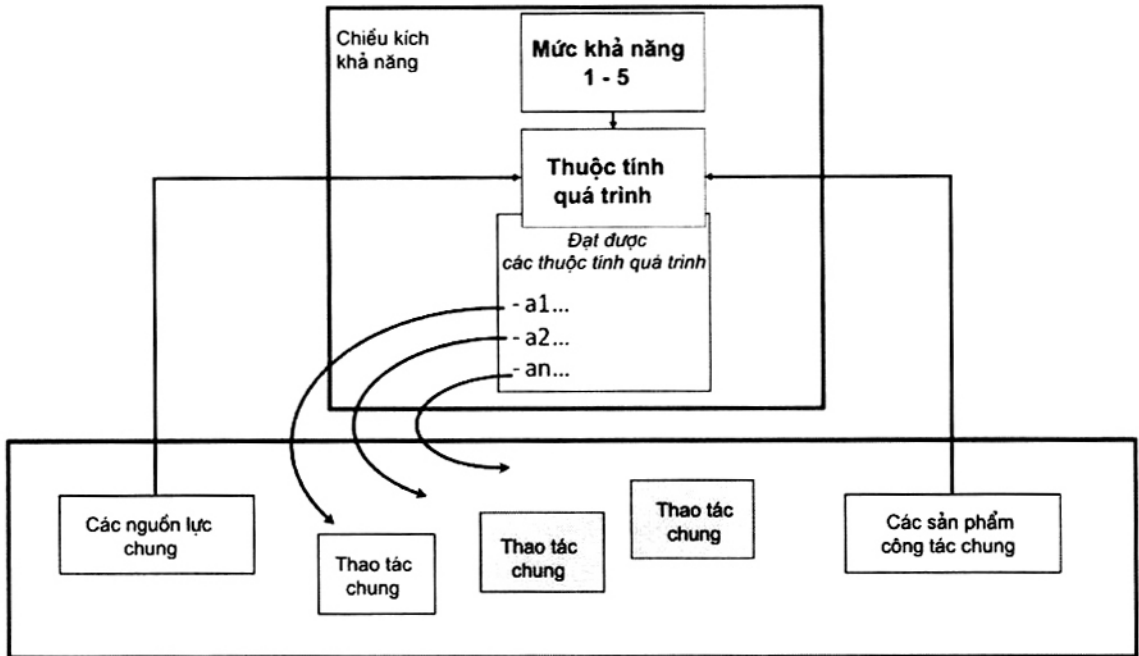 Chiều kích
khả năng
Mức khả năng
1 - 5
Thuộc tính
quá trình
Đạt được
các thuộc tính quá trình
- a1...
- a2...
- an...
Các nguồn lực
chung
Thao tác
chung
Thao tác
chung
Thao tác
chung
Các sản phẩm
công tác chung